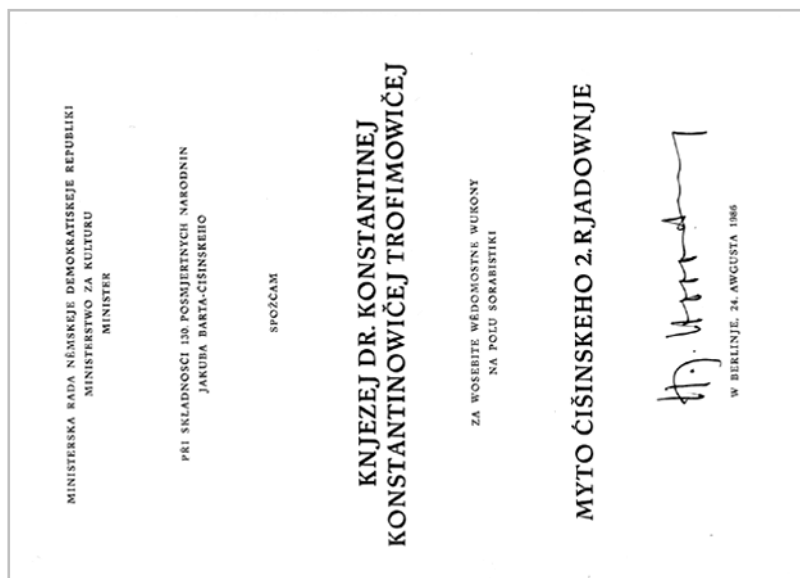 MINISTERSKA RADA NĚMSKEJE DEMOKRATISKEJE REPUBLIKI
MINISTERSTWO ZA KULTURU
MINISTER
PŘI SKŁADNOSĆI 130. POSMJERTNYCH NARODNIN
JAKUBA BARTA-ĆIŠINSKEHO
SPOŽČAM
KNJEZEJ DR. KONSTANTINEJ
KONSTANTINOWIČEJ TROFIMOWIČEJ
ZA WOSEBITE WĚDOMOSTNE WUKONY
NA POLU SORABISTIKI
MYTO ĆIŠINSKEHO 2. RJADOWNJE
W BERLINJE, 24. AWGUSTA 1986